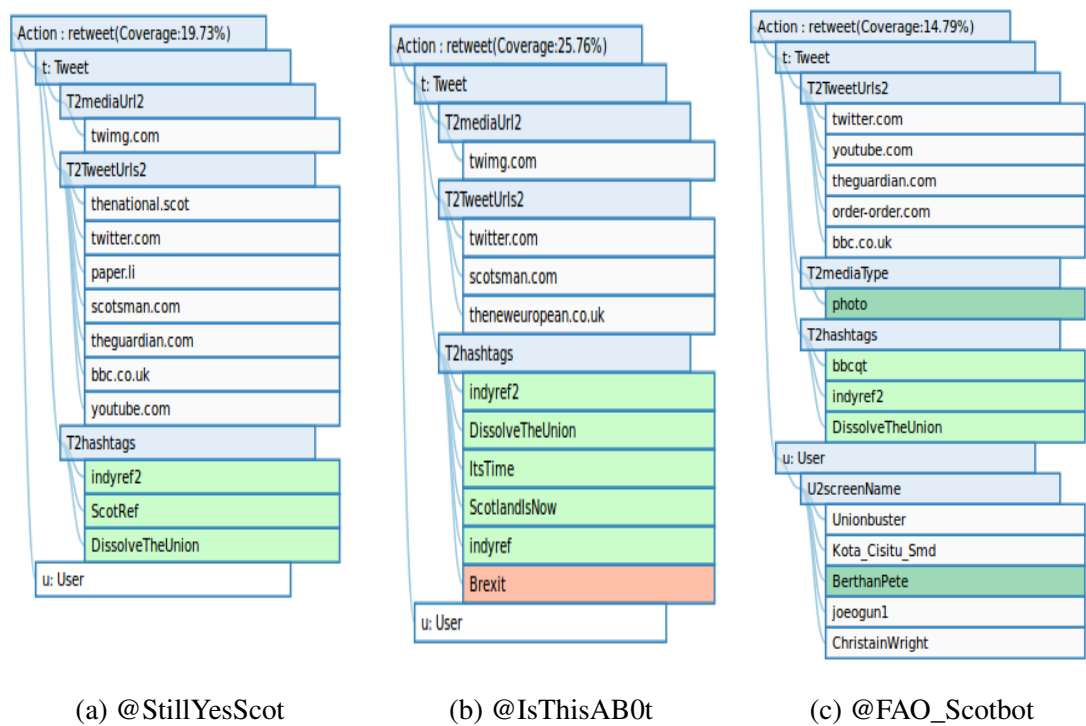 Action : retweet(Coverage:19.73%)
t: Tweet
T2mediaUrl2
twimg.com
T2TweetUrls2
thenational.scot
twitter.com
paper.li
scotsman.com
theguardian.com
bbc.co.uk
youtube.com
T2hashtags
indyref2
ScotRef
DissolveTheUnion
u: User
(a) @StillYesScot
Action : retweet(Coverage:25.76%)
t: Tweet
T2mediaUrl2
twimg.com
T2TweetUrls2
twitter.com
scotsman.com
theneweuropean.co.uk
T2hashtags
indyref2
DissolveTheUnion
ItsTime
ScotlandIsNow
indyref
Brexit
u: User
(b) @IsThisAB0t
Action : retweet(Coverage:14.79%)
t: Tweet
T2TweetUrls2
twitter.com
youtube.com
theguardian.com
order-order.com
bbc.co.uk
T2mediaType
photo
T2hashtags
bbcqt
indyref2
DissolveTheUnion
u: User
U2screenName
Unionbuster
Kota_Cisitu_Smd
BerthanPete
joeogun1
ChristainWright
(c) @FAO_Scotbot